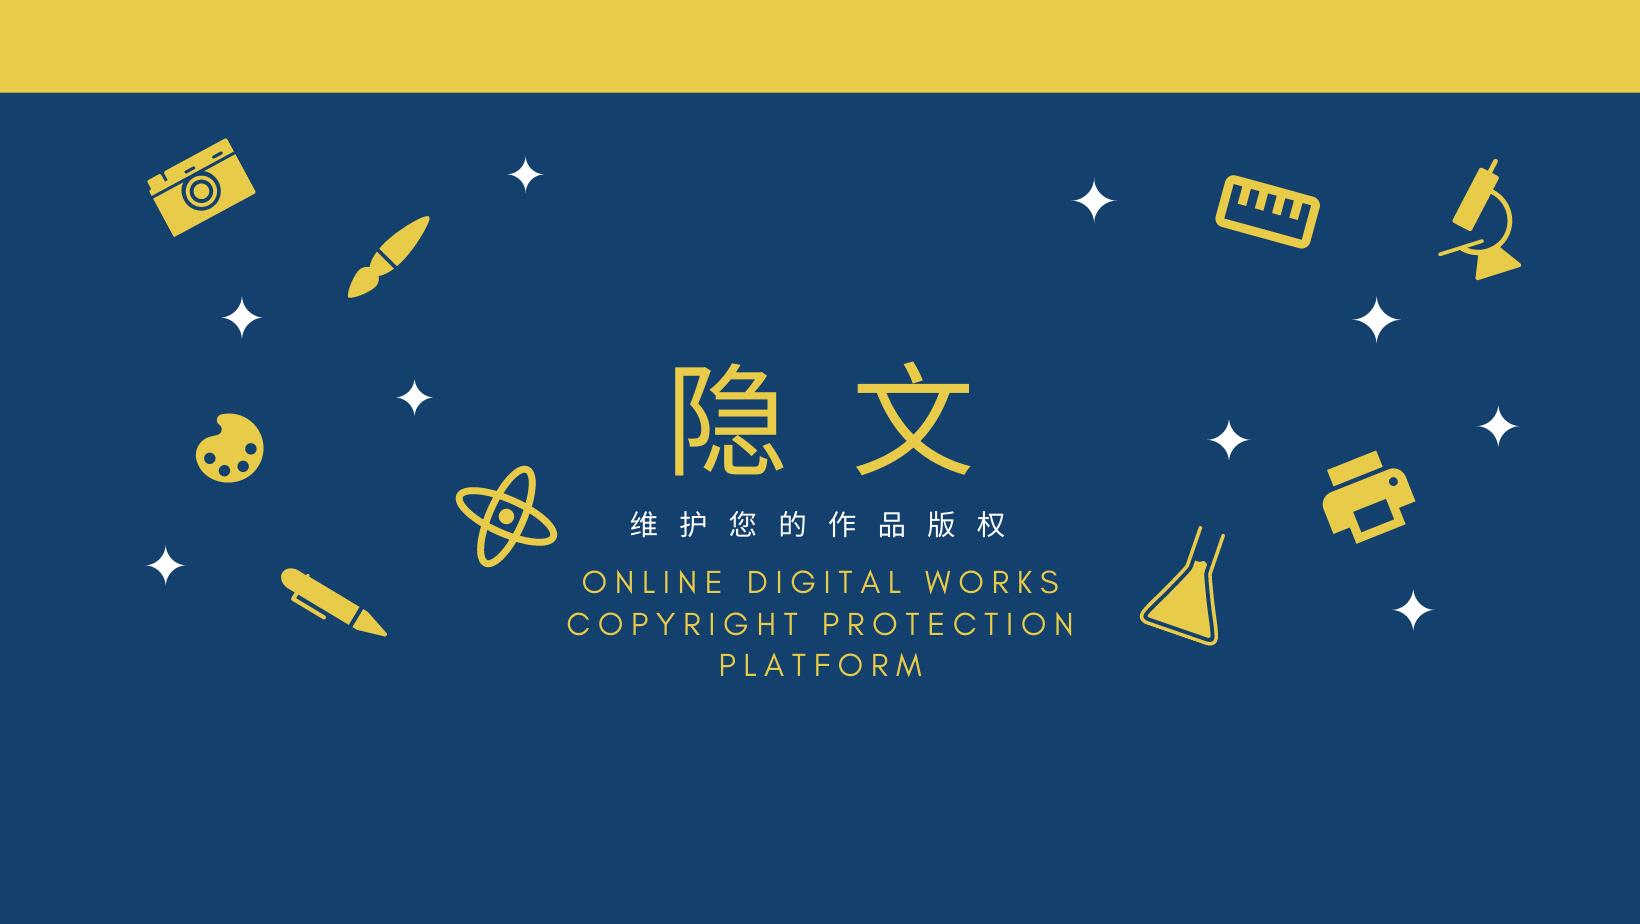 隐文
维护您的作品版权
ONLINE DIGITAL WORKS
COPYRIGHT PROTECTION
PLATFORM